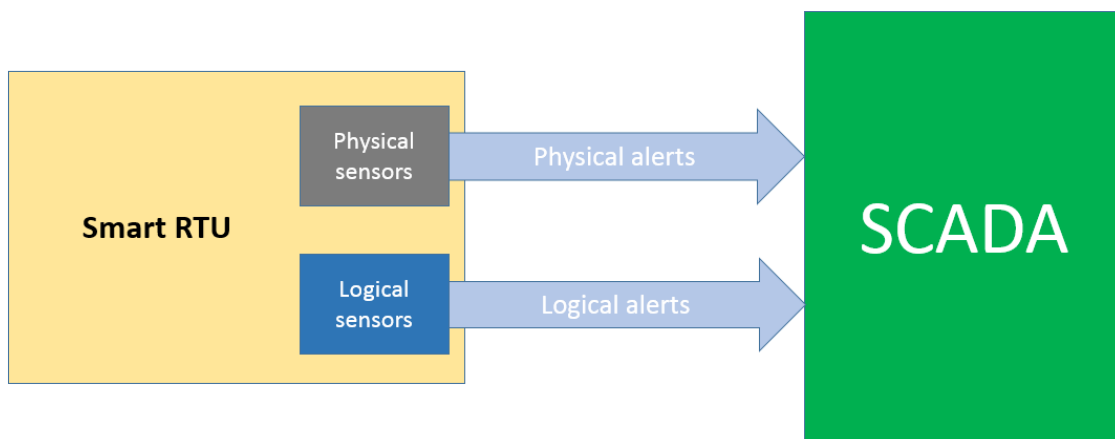 Physical
sensors
Physical alerts
Smart RTU
SCADA
Logical
sensors
Logical alerts